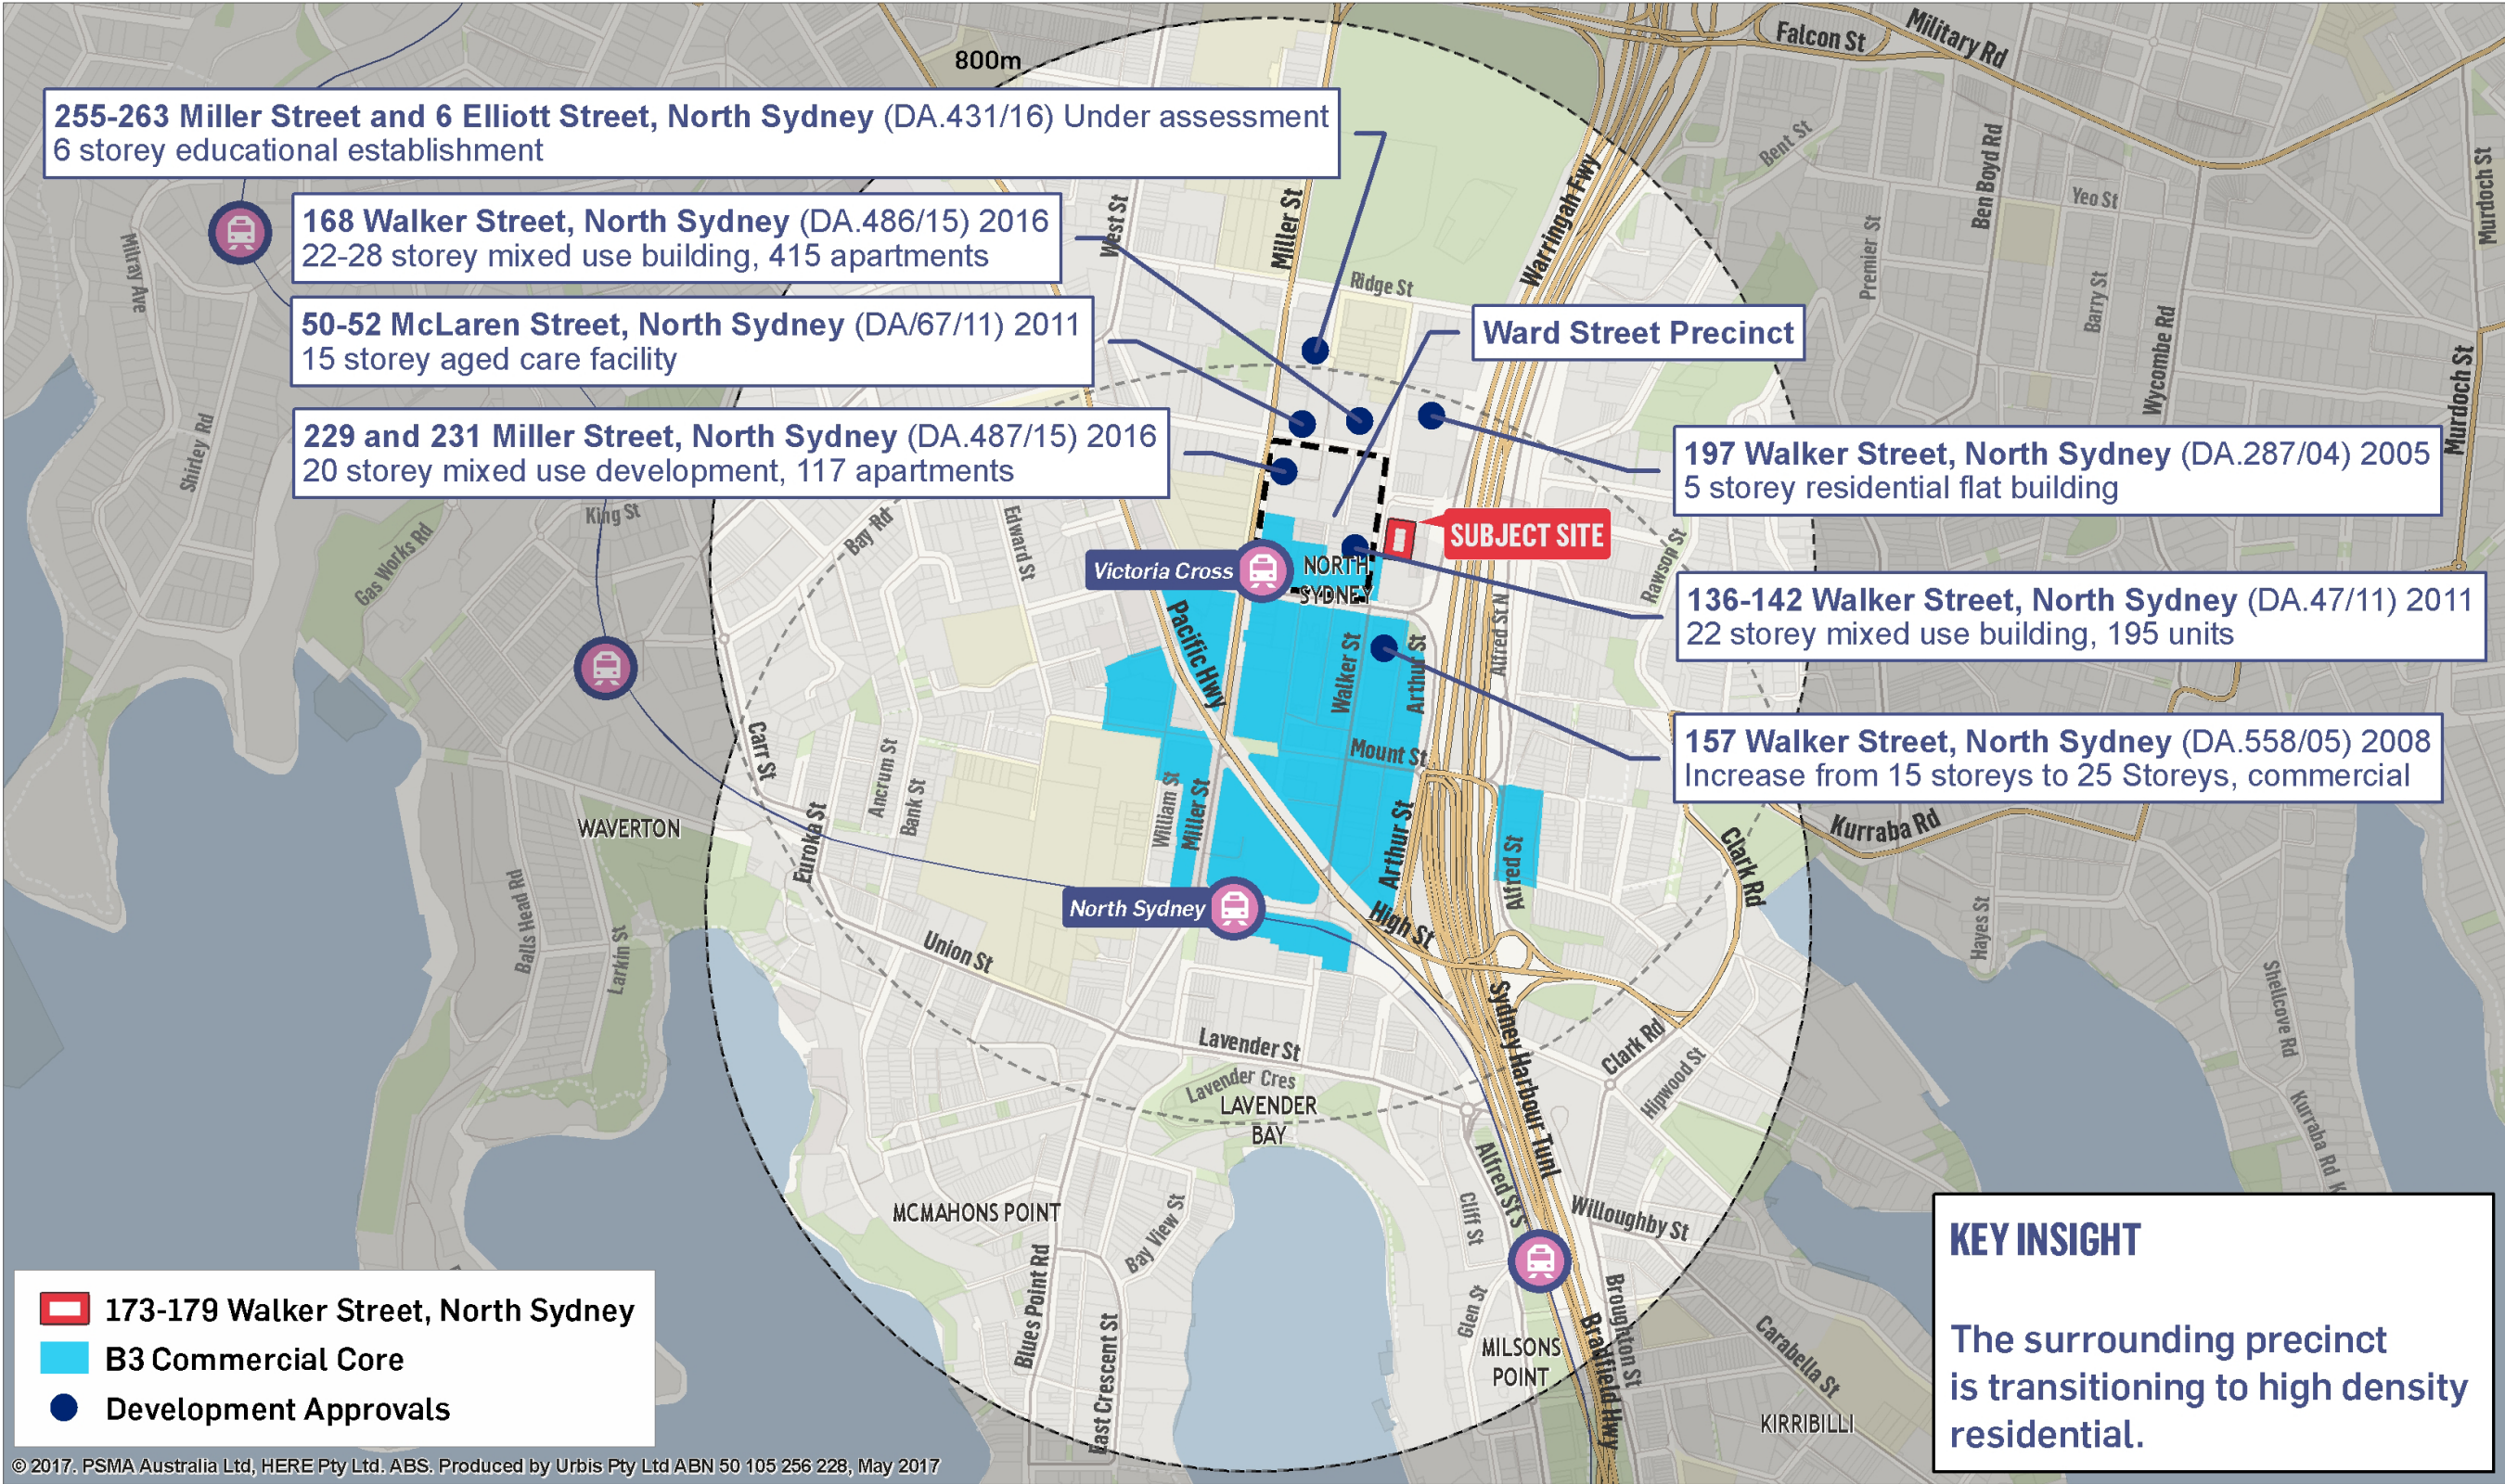 800m
Falcon St
Military Rd
255-263 Miller Street and 6 Elliott Street, North Sydney (DA.431/16) Under assessment
6 storey educational establishment
168 Walker Street, North Sydney (DA.486/15) 2016
22-28 storey mixed use building, 415 apartments
50-52 McLaren Street, North Sydney (DA/67/11) 2011
15 storey aged care facility
229 and 231 Miller Street, North Sydney (DA.487/15) 2016
20 storey mixed use development, 117 apartments
Ward Street Precinct
197 Walker Street, North Sydney (DA.287/04) 2005
5 storey residential flat building
SUBJECT SITE
136-142 Walker Street, North Sydney (DA.47/11) 2011
22 storey mixed use building, 195 units
157 Walker Street, North Sydney (DA.558/05) 2008
Increase from 15 storeys to 25 Storeys, commercial
Victoria Cross
North Sydney
NORTH
SYDNEY
Bent St
Ben Boyd Rd
Yeo St
Murdoch St
Premier St
Barry St
Wycombe Rd
Murdoch St
Warringah Fwy
West St
Miller St
Ridge St
Milray Ave
Shirley Rd
King St
Gas Works Rd
Bay Rd
Edward St
Rawson St
Pacific Hwy
Walker St
Arthur St
Alfred St N
Mount St
Carr St
Ancrum St
Bank St
William St
Miller St
Euroka St
Arthur St
Alfred St
Clark Rd
Kurraba Rd
WAVERTON
Balls Head Rd
Larkin St
Union St
High St
Hayes St
Shellcove Rd
Sydney Harbour Tunl
Clark Rd
Hipwood St
Lavender St
Lavender Cres
LAVENDER
BAY
Kurraba Rd
K
MCMAHONS POINT
Bay View St
Blues Point Rd
East Crescent St
Alfred St S
Cliff St
Glen St
Willoughby St
Broughton St
Bradfield Hwy
Carabella St
MILSONS
POINT
KIRRIBILLI
173-179 Walker Street, North Sydney
B3 Commercial Core
Development Approvals
KEY INSIGHT
The surrounding precinct
is transitioning to high density
residential.
© 2017. PSMA Australia Ltd, HERE Pty Ltd. ABS. Produced by Urbis Pty Ltd ABN 50 105 256 228, May 2017